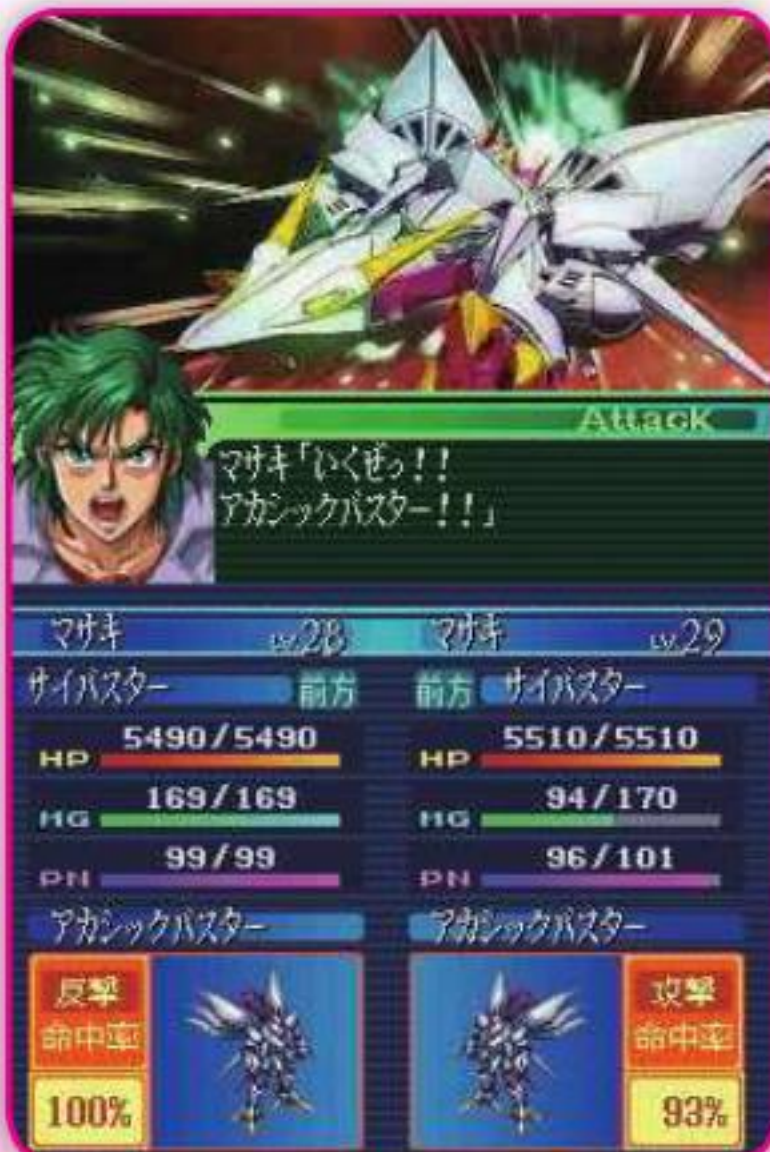 Attack
マサキ「いくぜっ！！
アカシックバスター！！」
マサキ LV.28 マサキ LV.29
サイバスター 前方 前方 サイバスター
HP 5490/5490 HP 5510/5510
MG 169/169 MG 94/170
PN 99/99 PN 96/101
アカシックバスター アカシックバスター
反撃 攻撃
命中率 命中率
100% 93%